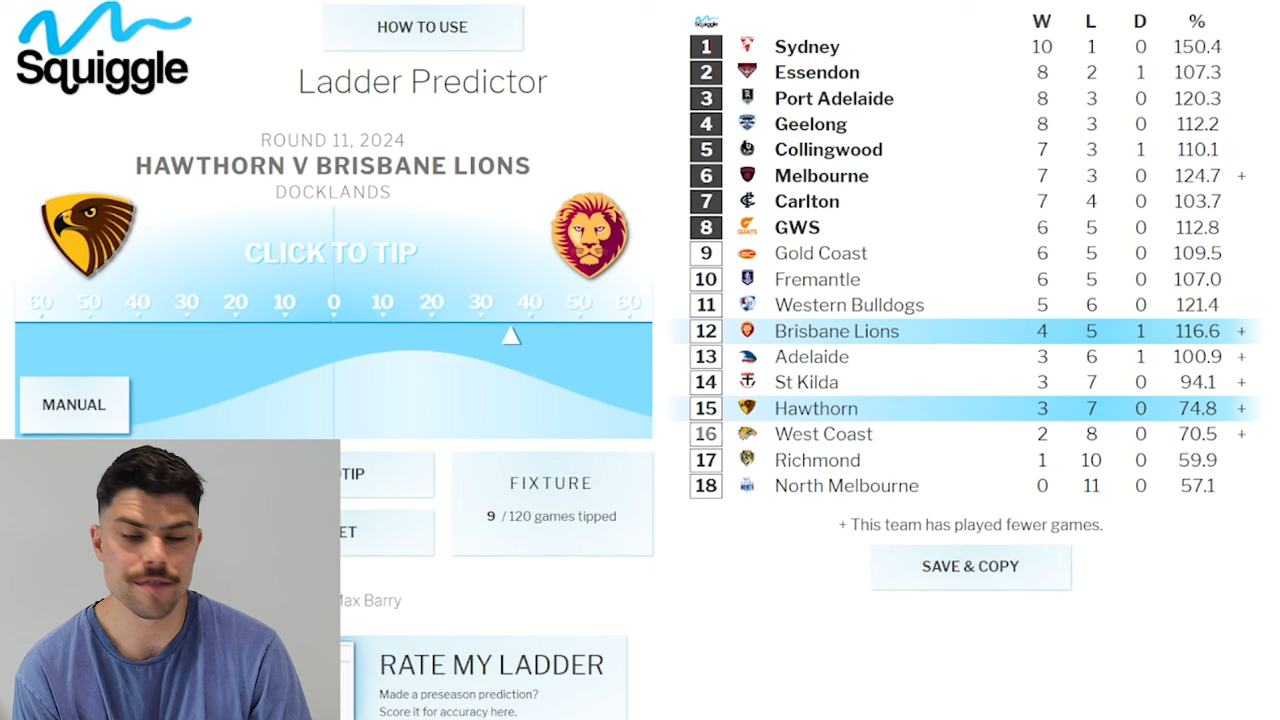 Squiggle
HOW TO USE
Ladder Predictor
ROUND 11, 2024
HAWTHORN V BRISBANE LIONS
DOCKLANDS
CLICK TO TIP
60 50 40 30 20 10 0 10 20 30 40 50 60
MANUAL
OTIP
FIXTURE
9 / 120 games tipped
ET
Max Barry
RATE MY LADDER
Made a preseason prediction?
Score it for accuracy here.
Squiggle W L D %
1 Sydney 10 1 0 150.4
2 Essendon 8 2 1 107.3
3 Port Adelaide 8 3 0 120.3
4 Geelong 8 3 0 112.2
5 Collingwood 7 3 1 110.1
6 Melbourne 7 3 0 124.7 +
7 Carlton 7 4 0 103.7
8 GWS 6 5 0 112.8
9 Gold Coast 6 5 0 109.5
10 Fremantle 6 5 0 107.0
11 Western Bulldogs 5 6 0 121.4
12 Brisbane Lions 4 5 1 116.6 +
13 Adelaide 3 6 1 100.9 +
14 St Kilda 3 7 0 94.1 +
15 Hawthorn 3 7 0 74.8 +
16 West Coast 2 8 0 70.5 +
17 Richmond 1 10 0 59.9
18 North Melbourne 0 11 0 57.1
+ This team has played fewer games.
SAVE & COPY